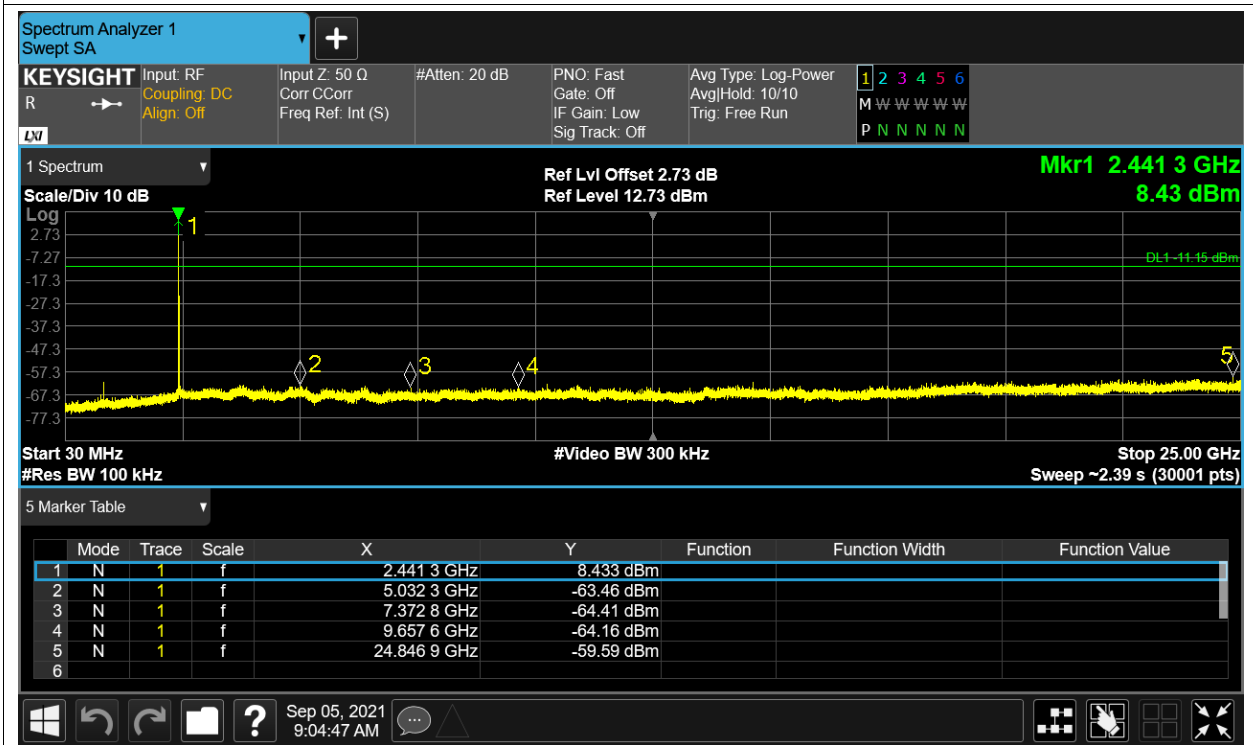 Spectrum Analyzer 1
Swept SA
+
KEYSIGHT Input: RF Input Z: 50 Ω #Atten: 20 dB PNO: Fast Avg Type: Log-Power 1 2 3 4 5 6
R Coupling: DC Corr CCorr Gate: Off Avg|Hold: 10/10 M W W W W W
Align: Off Freq Ref: Int (S) IF Gain: Low Trig: Free Run
LXI Sig Track: Off P N N N N N
1 Spectrum Ref Lvl Offset 2.73 dB Mkr1 2.441 3 GHz
Scale/Div 10 dB Ref Level 12.73 dBm 8.43 dBm
Log
1
2.73
-7.27 DL1 -11.15 dBm
-17.3
-27.3
-37.3
-47.3
2 3 4 5
-57.3
-67.3
-77.3
Start 30 MHz #Video BW 300 kHz Stop 25.00 GHz
#Res BW 100 kHz Sweep ~2.39 s (30001 pts)
5 Marker Table
Mode Trace Scale X Y Function Function Width Function Value
1 N 1 f 2.441 3 GHz 8.433 dBm
2 N 1 f 5.032 3 GHz -63.46 dBm
3 N 1 f 7.372 8 GHz -64.41 dBm
4 N 1 f 9.657 6 GHz -64.16 dBm
5 N 1 f 24.846 9 GHz -59.59 dBm
6
? Sep 05, 2021
9:04:47 AM